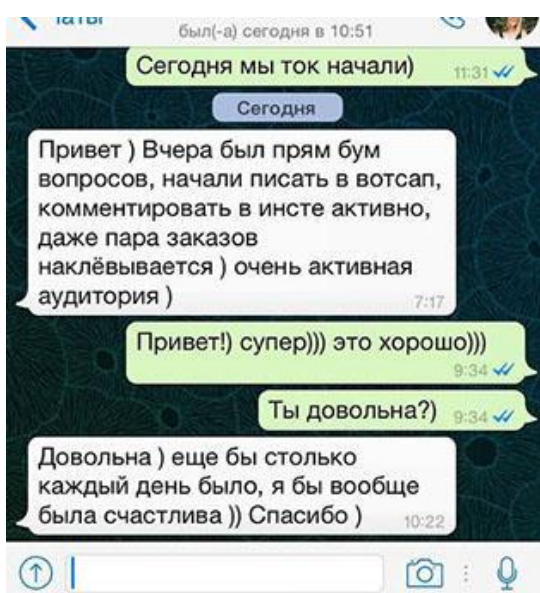 Чаты
был(-а) сегодня в 10:51
Сегодня мы ток начали)
11:31
Сегодня
Привет ) Вчера был прям бум
вопросов, начали писать в вотсап,
комментировать в инсте активно,
даже пара заказов
наклёвывается ) очень активная
аудитория )
7:17
Привет!) супер))) это хорошо)))
9:34
Ты довольна?)
9:34
Довольна ) еще бы столько
каждый день было, я бы вообще
была счастлива )) Спасибо )
10:22